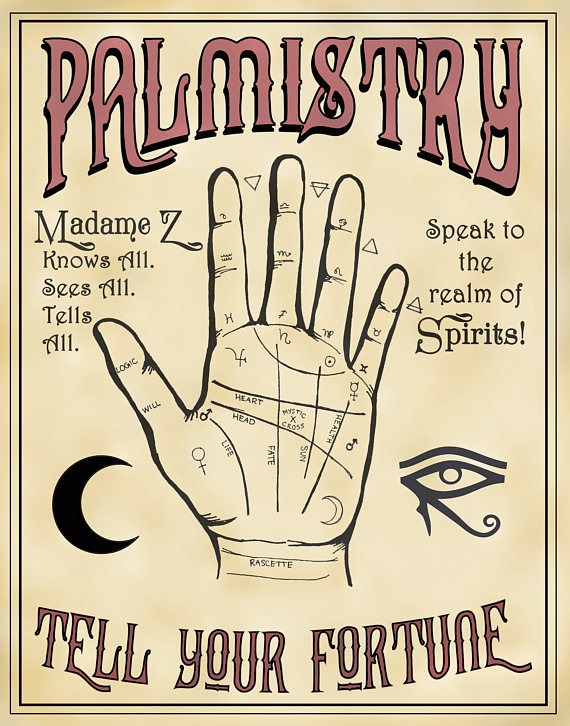 PALMISTRY
Madame Z
Knows All.
Sees All.
Tells
All.
Speak to
the
realm of
Spirits!
LOGIC
WILL
HEART
HEAD
MYSTIC
X
CROSS
LIFE
FATE
SUN
HEALTH
RASCETTE
TELL YOUR FORTUNE